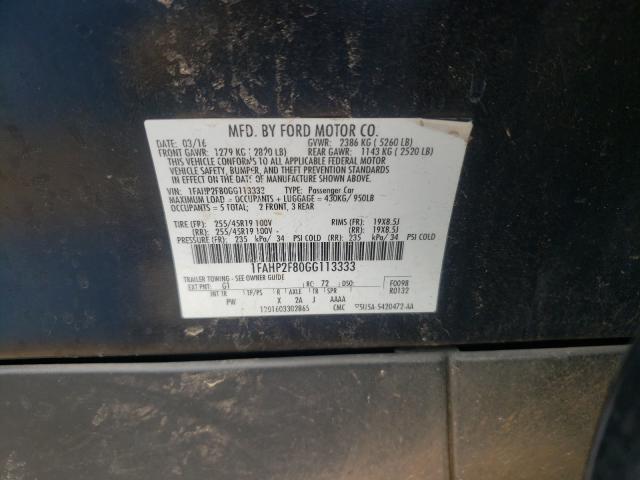 MFD. BY FORD MOTOR CO.
DATE: 03/16 GVWR: 2386 KG ( 5260 LB)
FRONT GAWR: 1279 KG ( 2820 LB) REAR GAWR: 1143 KG ( 2520 LB)
THIS VEHICLE CONFORMS TO ALL APPLICABLE FEDERAL MOTOR
VEHICLE SAFETY, BUMPER, AND THEFT PREVENTION STANDARDS
IN EFFECT ON THE DATE OF MANUFACTURE SHOWN ABOVE.
VEHICLE: 1FAHP2F80GG113333 TYPE: Passenger Car
MAXIMUM LOAD = OCCUPANTS + LUGGAGE = 430KG/ 950LB
OCCUPANTS = 5 TOTAL; 2 FRONT, 3 REAR
TIRE (FR): 255/45R19 100V RIMS (FR): 19X8.5J
(RR): 255/45R19 100V (RR): 19X8.5J
PRESSURE (FR): 235 kPa/ 34 PSI COLD (RR): 235 kPa/ 34 PSI COLD
1FAHP2F80GG113333
TRAILER TOWING - SEE OWNER GUIDE
EXT PNT: G1 RC: 72 DSO: F0098
INT TR TP/PS R AXLE TR SPR R0132
PW X 2A J AAAA
1201603302865 CMC